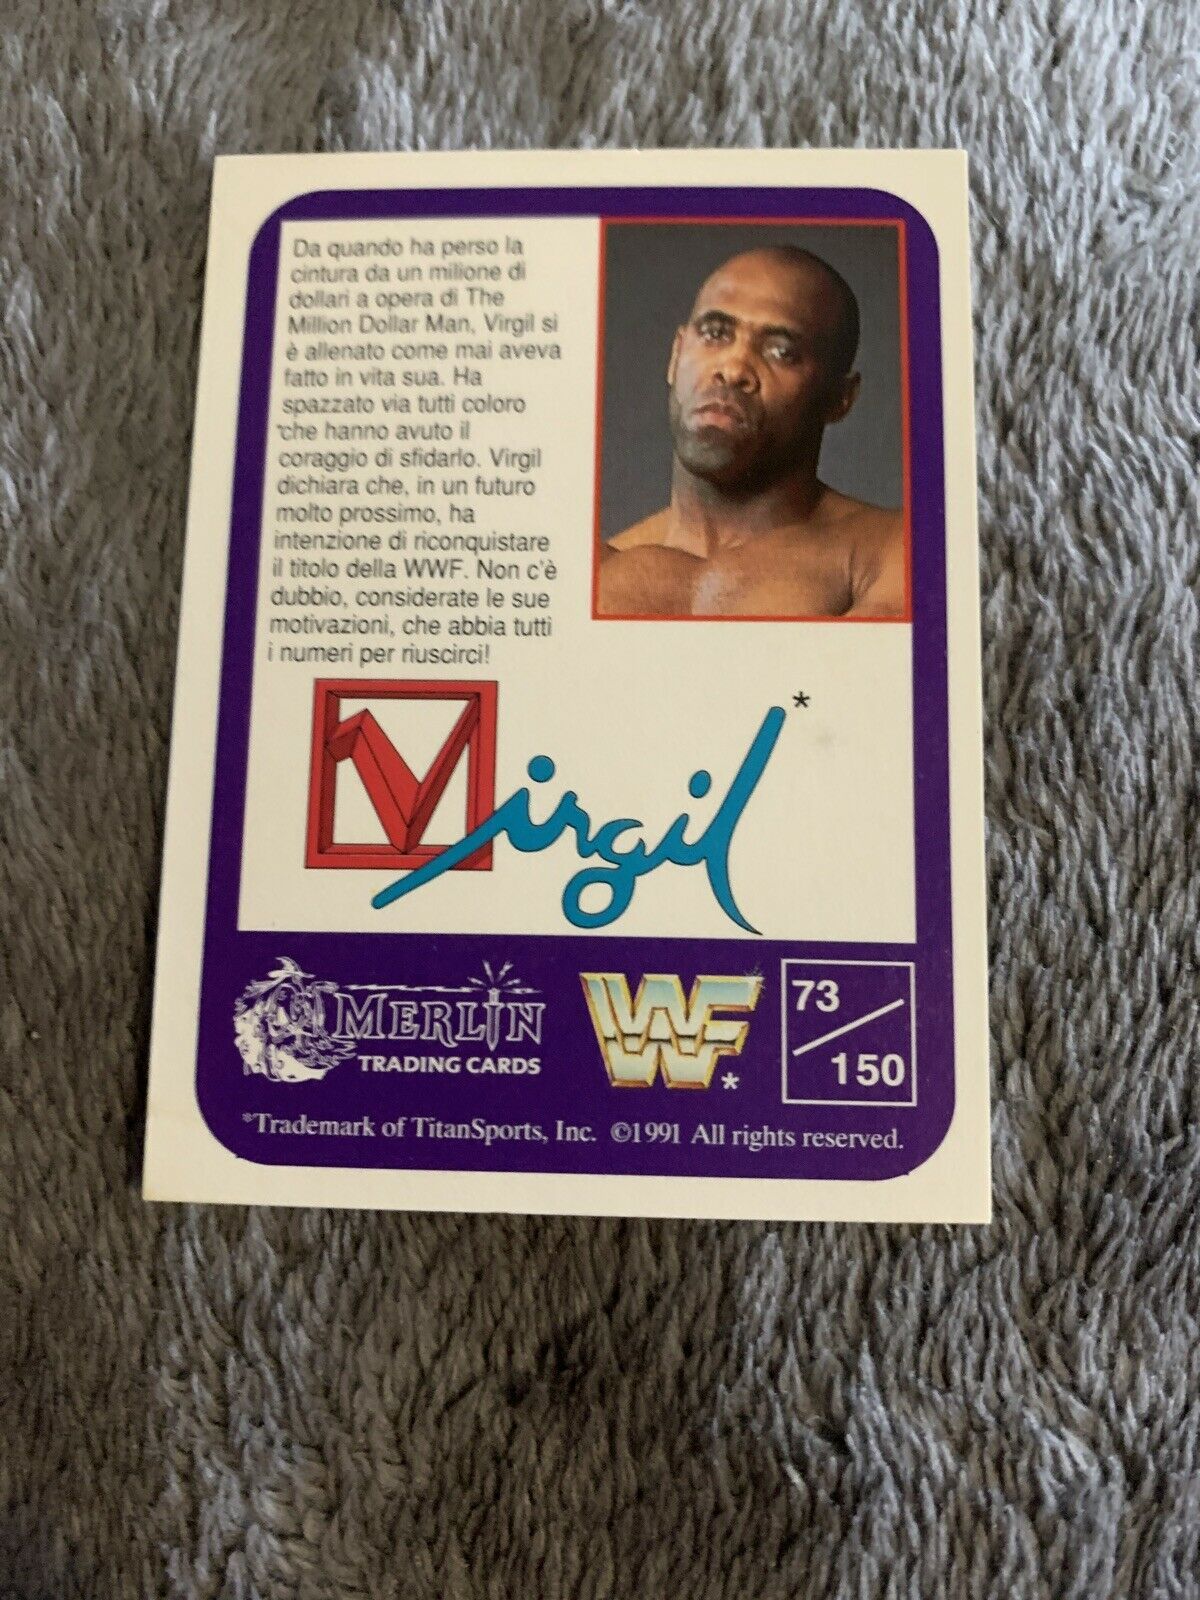 Da quando ha perso la
cintura da un milione di
dollari a opera di The
Million Dollar Man, Virgil si
è allenato come mai aveva
fatto in vita sua. Ha
spazzato via tutti coloro
che hanno avuto il
coraggio di sfidarlo. Virgil
dichiara che, in un futuro
molto prossimo, ha
intenzione di riconquistare
il titolo della WWF. Non c'è
dubbio, considerate le sue
motivazioni, che abbia tutti
i numeri per riuscirci!
Virgil*
MERLIN
TRADING CARDS
WWF*
73
150
*Trademark of TitanSports, Inc. ©1991 All rights reserved.